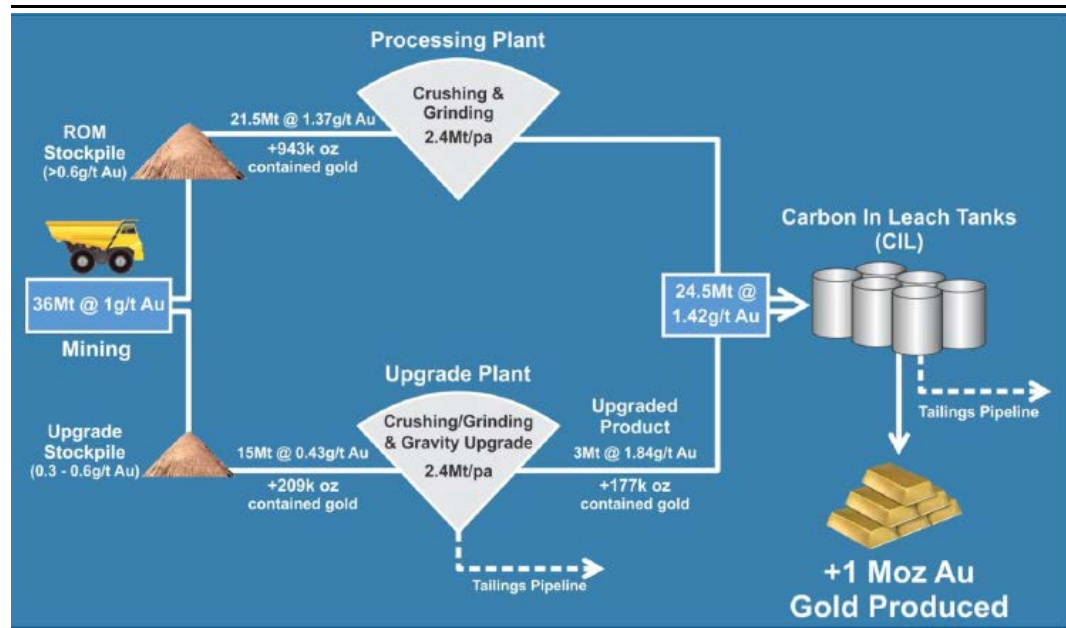 Processing Plant
Crushing &
Grinding
2.4Mt/pa
21.5Mt @ 1.37g/t Au
+943k oz
contained gold
ROM
Stockpile
(>0.6g/t Au)
36Mt @ 1g/t Au
Mining
Upgrade
Stockpile
(0.3 - 0.6g/t Au)
15Mt @ 0.43g/t Au
+209k oz
contained gold
Upgrade Plant
Crushing/Grinding
& Gravity Upgrade
2.4Mt/pa
Tailings Pipeline
Upgraded
Product
3Mt @ 1.84g/t Au
+177k oz
contained gold
24.5Mt @
1.42g/t Au
Carbon In Leach Tanks
(CIL)
Tailings Pipeline
+1 Moz Au
Gold Produced